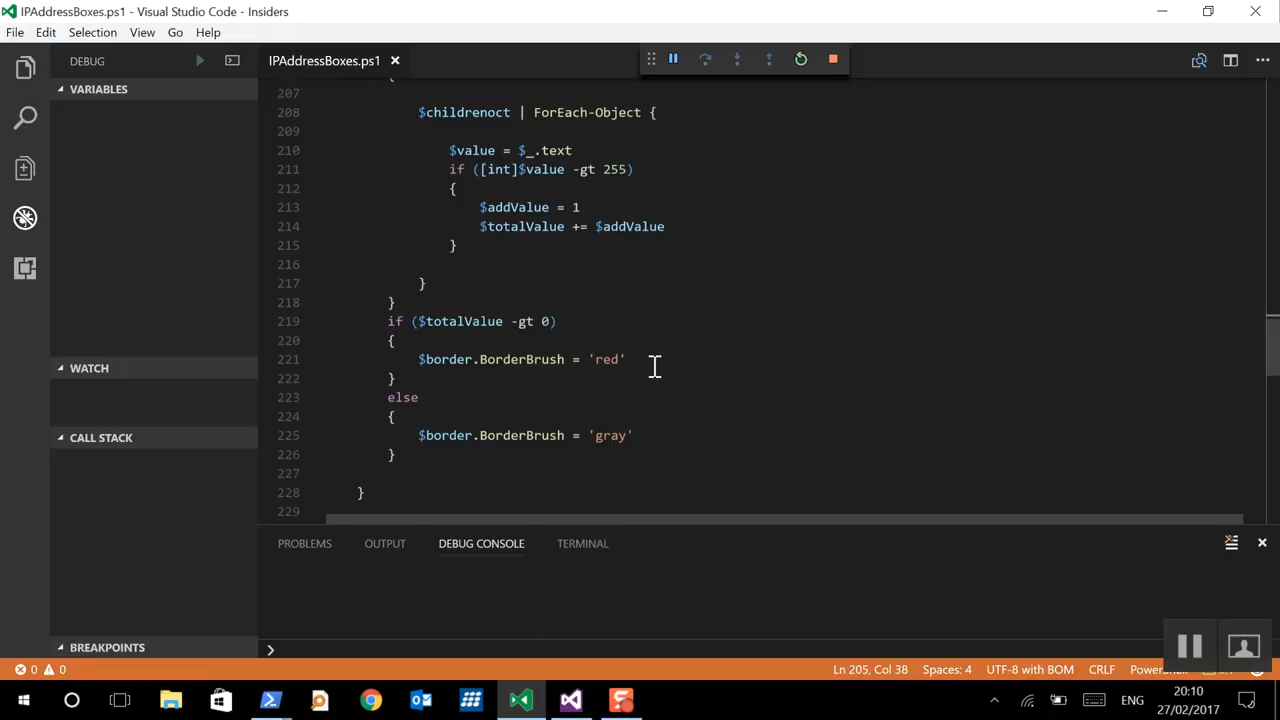 IPAddressBoxes.ps1 - Visual Studio Code - Insiders
File Edit Selection View Go Help
DEBUG
IPAddressBoxes.ps1
VARIABLES
207
208 $childrenoct | ForEach-Object {
209
210 $value = $_.text
211 if ([int]$value -gt 255)
212 {
213 $addValue = 1
214 $totalValue += $addValue
215 }
216
217 }
218 }
219 if ($totalValue -gt 0)
220 {
221 $border.BorderBrush = 'red'
222 }
223 else
224 {
225 $border.BorderBrush = 'gray'
226 }
227
228 }
229
WATCH
CALL STACK
BREAKPOINTS
PROBLEMS OUTPUT DEBUG CONSOLE TERMINAL
0 0
Ln 205, Col 38 Spaces: 4 UTF-8 with BOM CRLF
ENG
20:10
27/02/2017